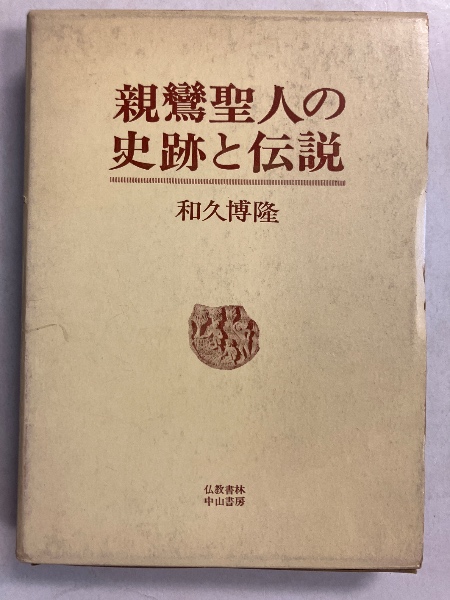 親鸞聖人の
史跡と伝説
和久博隆
仏教書林
中山書房